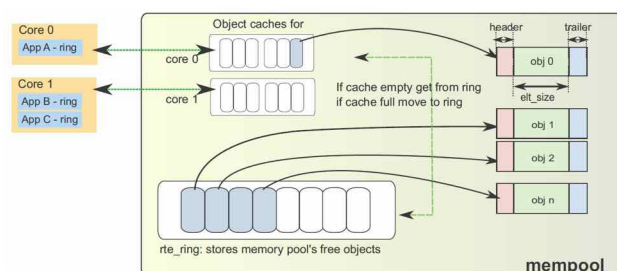 Core 0
App A - ring
Core 1
App B - ring
App C - ring
Object caches for
core 0
core 1
If cache empty get from ring
if cache full move to ring
header
trailer
obj 0
elt_size
obj 1
obj 2
obj n
rte_ring: stores memory pool's free objects
mempool